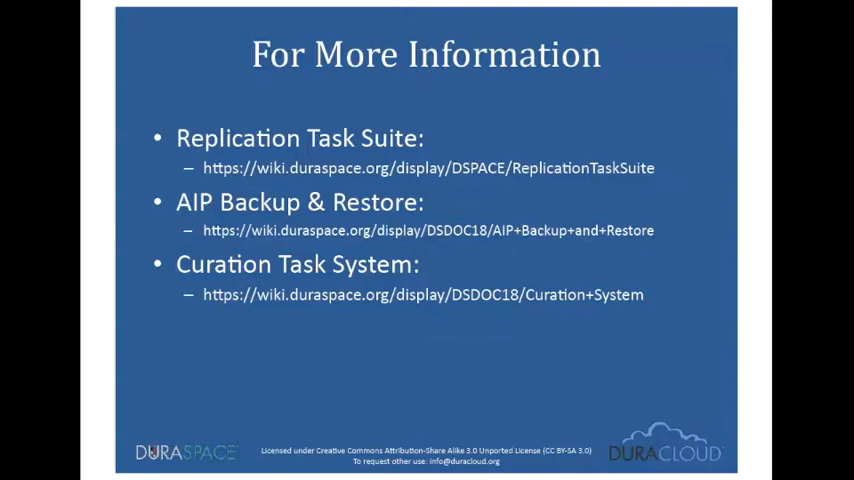 For More Information
• Replication Task Suite:
– https://wiki.duraspace.org/display/DSPACE/ReplicationTaskSuite
• AIP Backup & Restore:
– https://wiki.duraspace.org/display/DSDOC18/AIP+Backup+and+Restore
• Curation Task System:
– https://wiki.duraspace.org/display/DSDOC18/Curation+System
DURASPACE
Licensed under Creative Commons Attribution-Share Alike 3.0 Unported License (CC BY-SA 3.0)
To request other use: info@duracloud.org
DURACLOUD